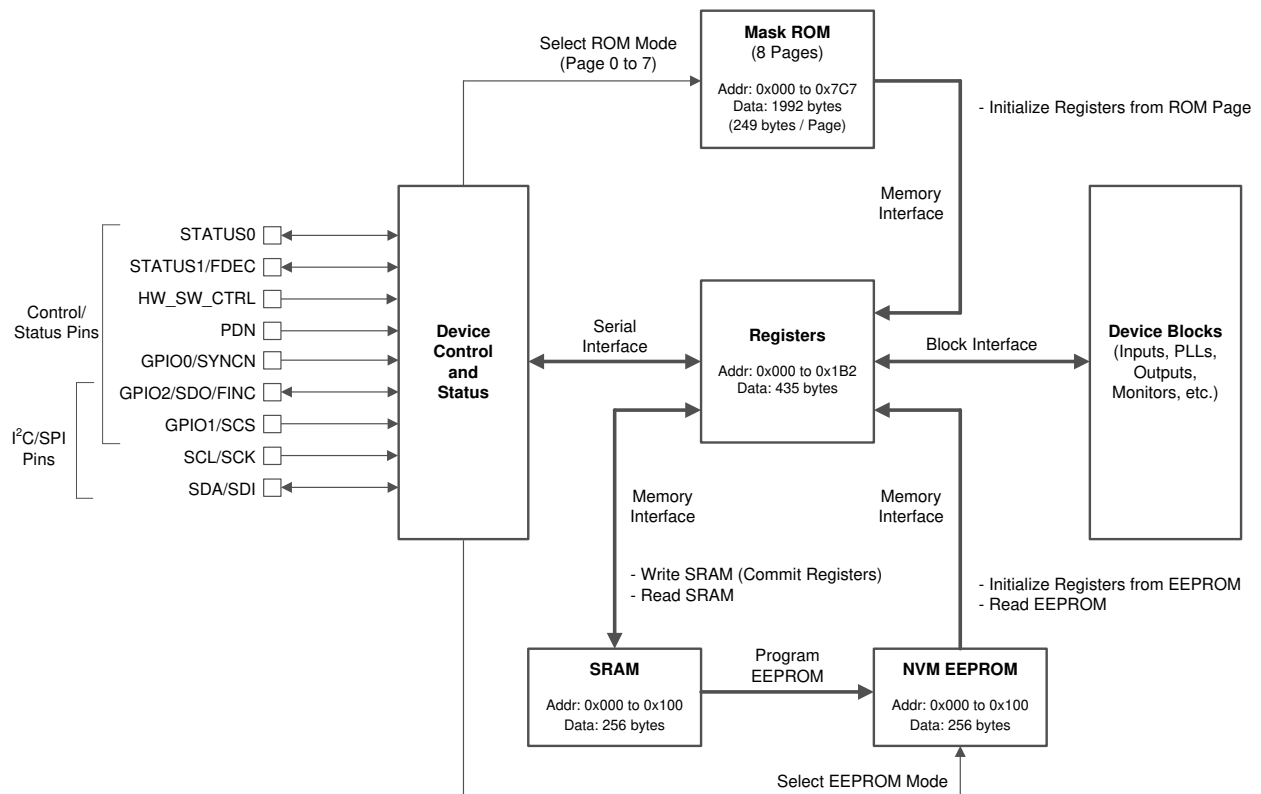 Mask ROM
(8 Pages)
Addr: 0x000 to 0x7C7
Data: 1992 bytes
(249 bytes / Page)
Select ROM Mode
(Page 0 to 7)
- Initialize Registers from ROM Page
Memory
Interface
Control/
Status Pins
I²C/SPI
Pins
STATUS0
STATUS1/FDEC
HW_SW_CTRL
PDN
GPIO0/SYNCN
GPIO2/SDO/FINC
GPIO1/SCS
SCL/SCK
SDA/SDI
Device
Control
and
Status
Serial
Interface
Registers
Addr: 0x000 to 0x1B2
Data: 435 bytes
Block Interface
Device Blocks
(Inputs, PLLs,
Outputs,
Monitors, etc.)
Memory
Interface
- Write SRAM (Commit Registers)
- Read SRAM
Memory
Interface
- Initialize Registers from EEPROM
- Read EEPROM
SRAM
Addr: 0x000 to 0x100
Data: 256 bytes
Program
EEPROM
NVM EEPROM
Addr: 0x000 to 0x100
Data: 256 bytes
Select EEPROM Mode